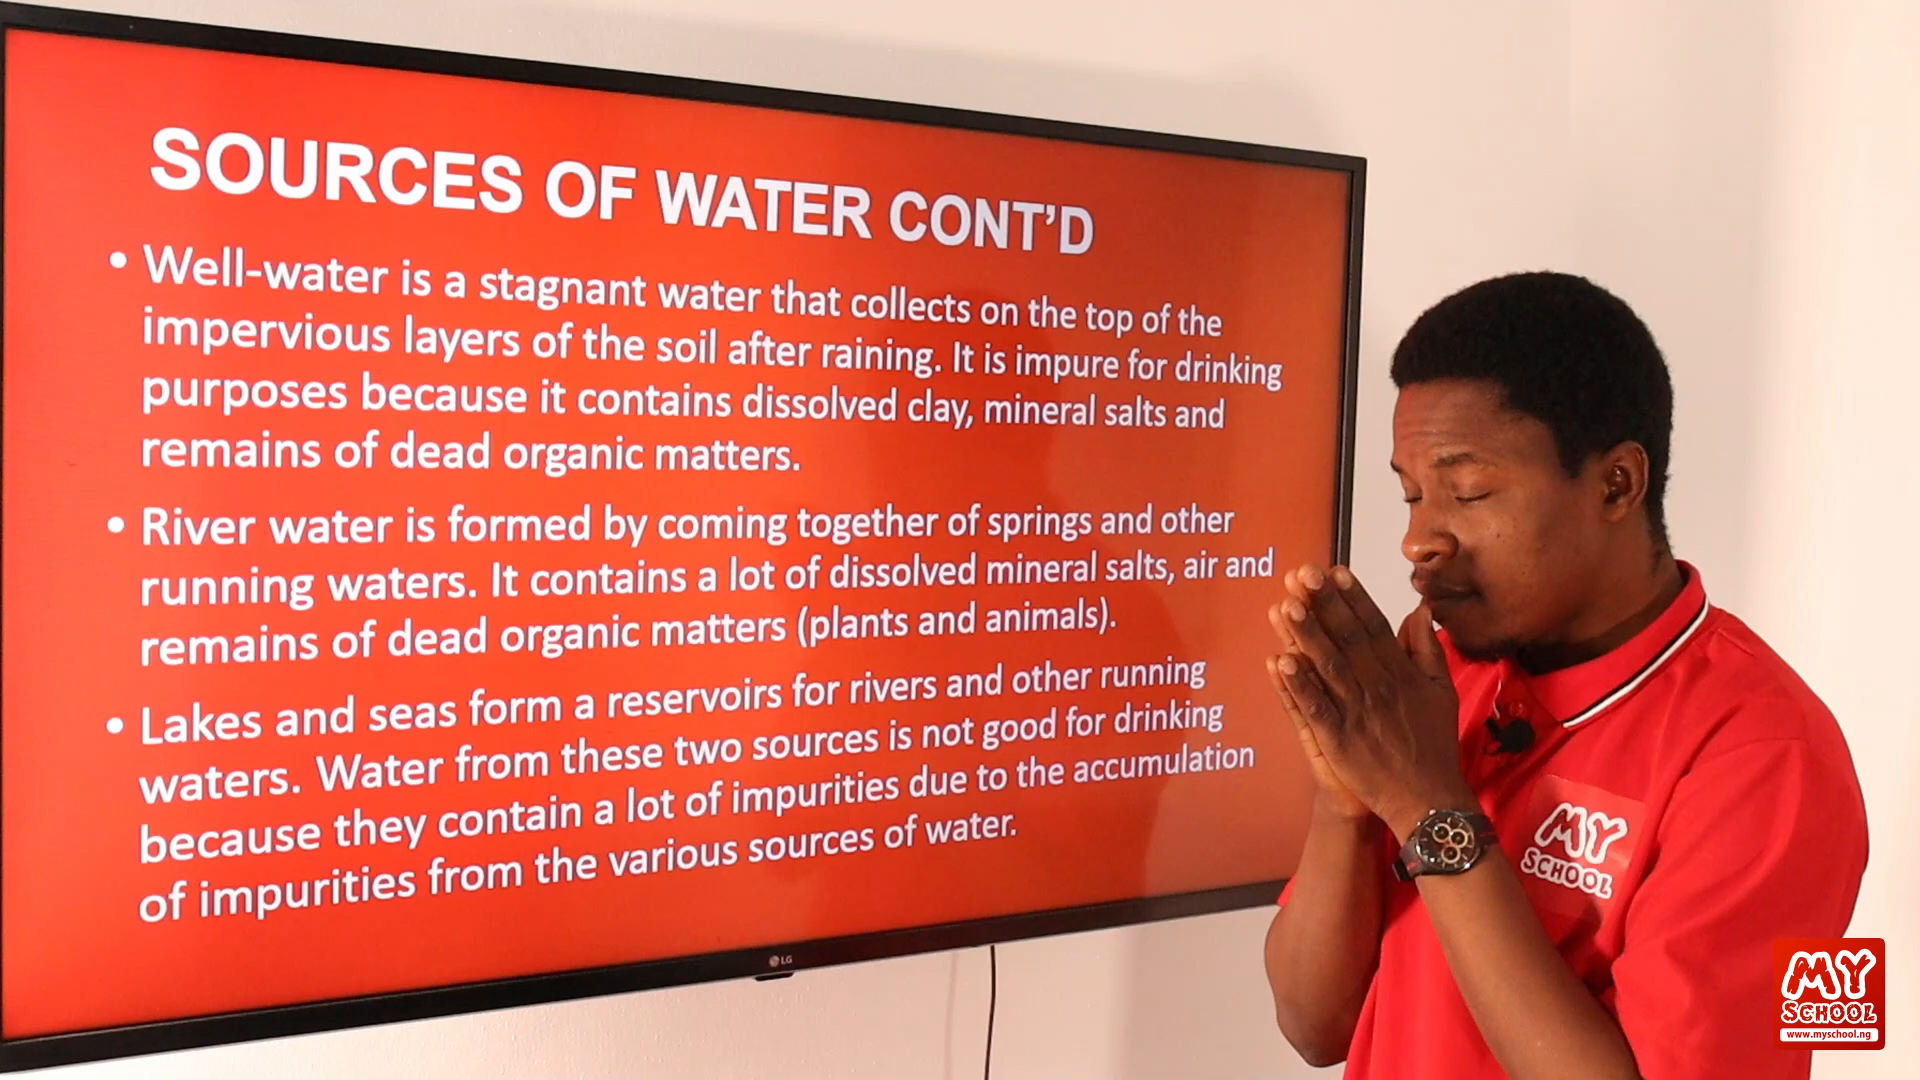 SOURCES OF WATER CONT'D
• Well-water is a stagnant water that collects on the top of the
impervious layers of the soil after raining. It is impure for drinking
purposes because it contains dissolved clay, mineral salts and
remains of dead organic matters.
• River water is formed by coming together of springs and other
running waters. It contains a lot of dissolved mineral salts, air and
remains of dead organic matters (plants and animals).
• Lakes and seas form a reservoirs for rivers and other running
waters. Water from these two sources is not good for drinking
because they contain a lot of impurities due to the accumulation
of impurities from the various sources of water.
LG
MY
SCHOOL
MY
SCHOOL
www.myschool.ng